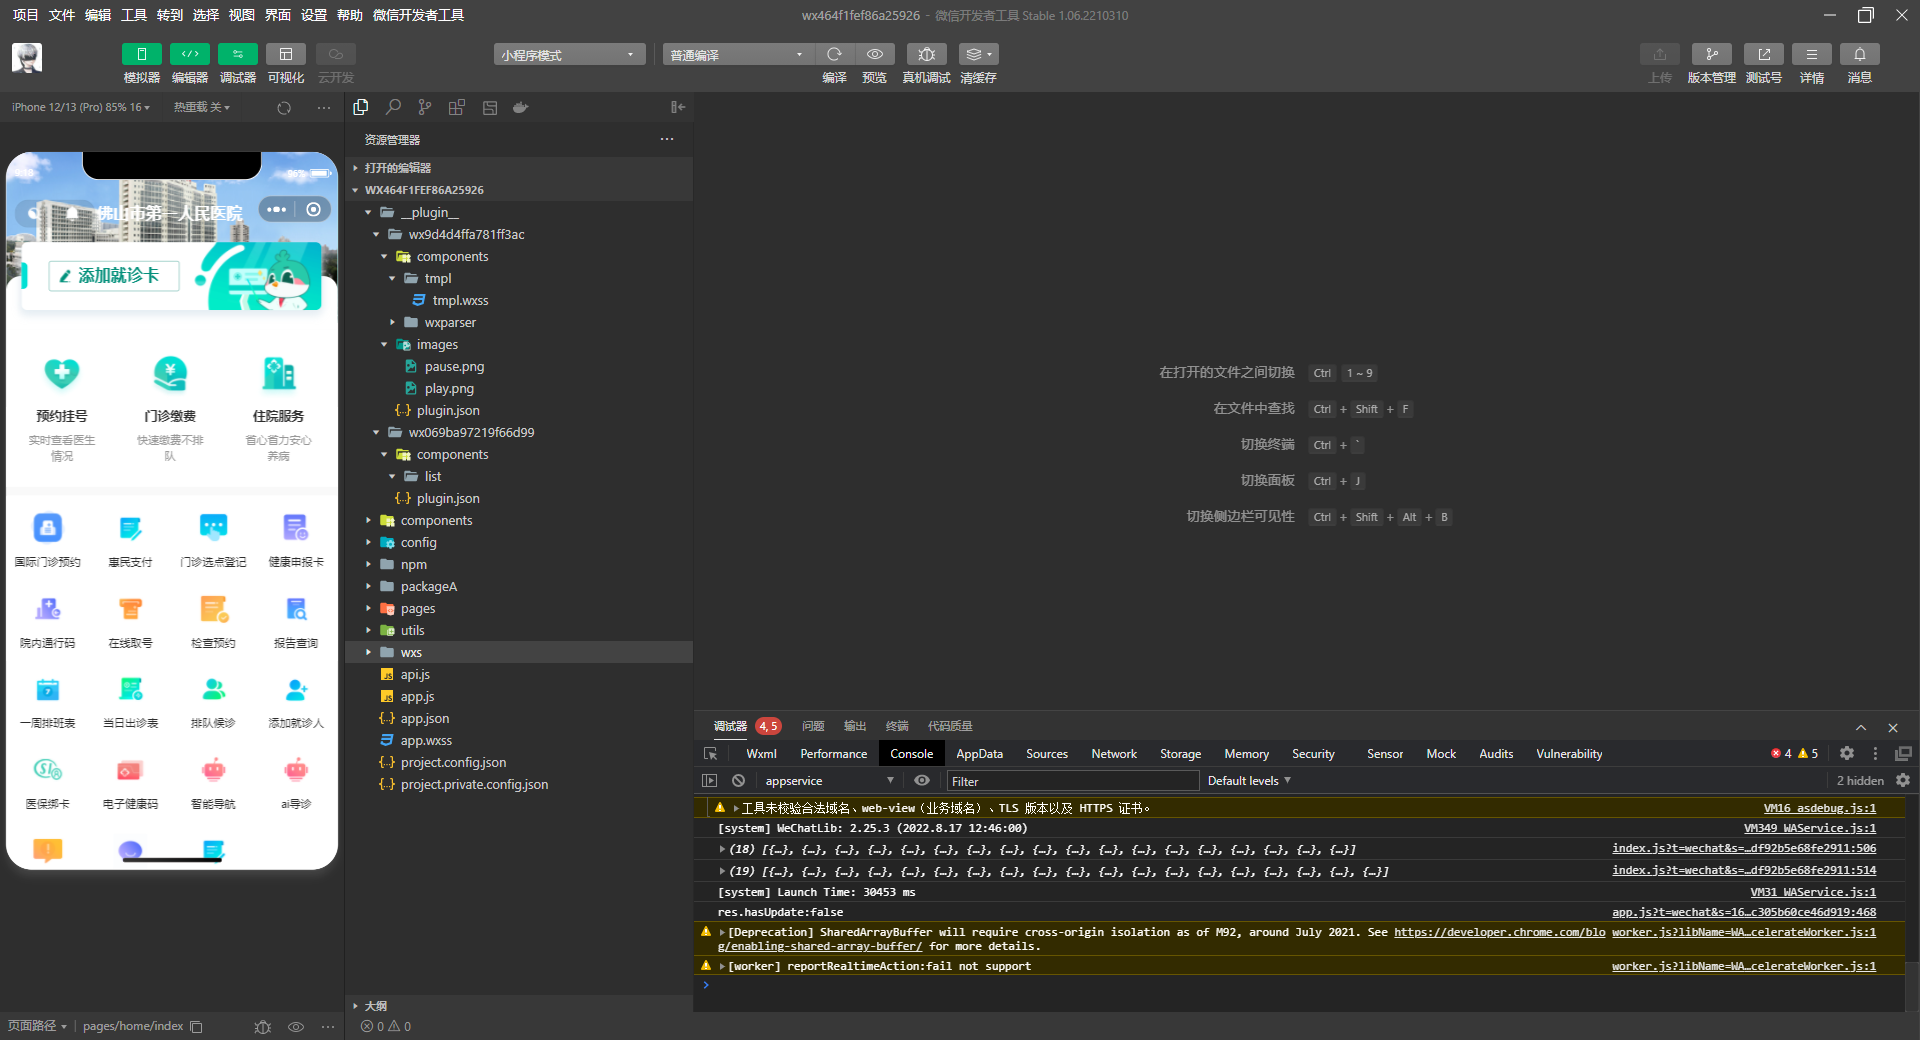 项目 文件 编辑 工具 转到 选择 视图 界面 设置 帮助 微信开发者工具
wx464f1fef86a25926 - 微信开发者工具 Stable 1.06.2210310
小程序模式
普通编译
模拟器 编辑器 调试器 可视化 云开发
编译 预览 真机调试 清缓存
上传 版本管理 测试号 详情 消息
iPhone 12/13 (Pro) 85% 16
热重载 关
佛山市第一人民医院
添加就诊卡
预约挂号
实时查看医生
情况
门诊缴费
快速缴费不排
队
住院服务
省心省力安心
养病
国际门诊预约 惠民支付 门诊选点登记 健康申报卡
院内通行码 在线取号 检查预约 报告查询
一周排班表 当日出诊表 排队候诊 添加就诊人
医保绑卡 电子健康码 智能导航 ai导诊
页面路径 | pages/home/index
资源管理器
打开的编辑器
WX464F1FEF86A25926
__plugin__
wx9d4d4ffa781ff3ac
components
tmpl
tmpl.wxss
wxparser
images
pause.png
play.png
{..} plugin.json
wx069ba97219f66d99
components
list
{..} plugin.json
components
config
npm
packageA
pages
utils
wxs
JS api.js
JS app.js
{..} app.json
app.wxss
{..} project.config.json
{..} project.private.config.json
大纲
0 0
在打开的文件之间切换 Ctrl 1 ~ 9
在文件中查找 Ctrl + Shift + F
切换终端 Ctrl + `
切换面板 Ctrl + J
切换侧边栏可见性 Ctrl + Shift + Alt + B
调试器 4, 5 问题 输出 终端 代码质量
Wxml Performance Console AppData Sources Network Storage Memory Security Sensor Mock Audits Vulnerability 4 5
appservice Filter Default levels 2 hidden
工具未校验合法域名、web-view（业务域名）、TLS 版本以及 HTTPS 证书。 VM16 asdebug.js:1
[system] WeChatLib: 2.25.3 (2022.8.17 12:46:00) VM349 WAService.js:1
(18) [{…}, {…}, {…}, {…}, {…}, {…}, {…}, {…}, {…}, {…}, {…}, {…}, {…}, {…}, {…}, {…}, {…}, {…}] index.js?t=wechat&s=…df92b5e68fe2911:506
(19) [{…}, {…}, {…}, {…}, {…}, {…}, {…}, {…}, {…}, {…}, {…}, {…}, {…}, {…}, {…}, {…}, {…}, {…}, {…}] index.js?t=wechat&s=…df92b5e68fe2911:514
[system] Launch Time: 30453 ms VM31 WAService.js:1
res.hasUpdate:false app.js?t=wechat&s=16…c305b60ce46d919:468
[Deprecation] SharedArrayBuffer will require cross-origin isolation as of M92, around July 2021. See https://developer.chrome.com/blo worker.js?libName=WA…celerateWorker.js:1
g/enabling-shared-array-buffer/ for more details.
[worker] reportRealtimeAction:fail not support worker.js?libName=WA…celerateWorker.js:1